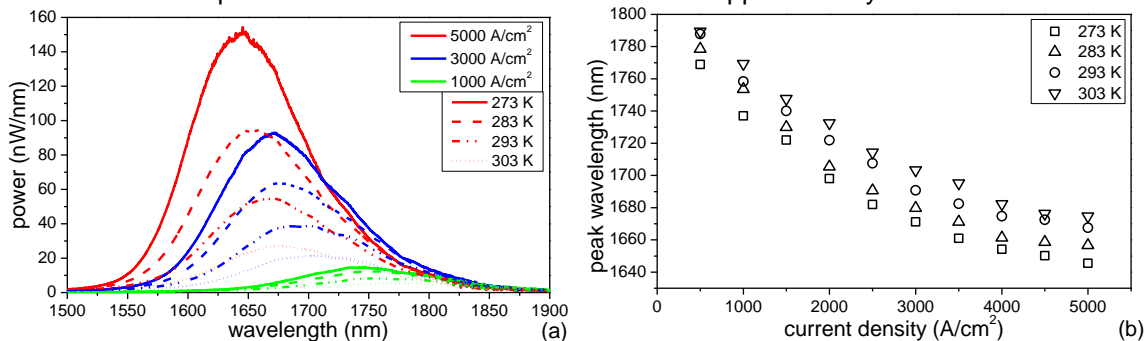 5000 A/cm²
3000 A/cm²
1000 A/cm²
273 K
283 K
293 K
303 K
160
140
120
100
80
60
40
20
0
power (nW/nm)
1500 1550 1600 1650 1700 1750 1800 1850 1900
wavelength (nm)
(a)
273 K
283 K
293 K
303 K
1800
1780
1760
1740
1720
1700
1680
1660
1640
peak wavelength (nm)
0 1000 2000 3000 4000 5000
current density (A/cm²)
(b)